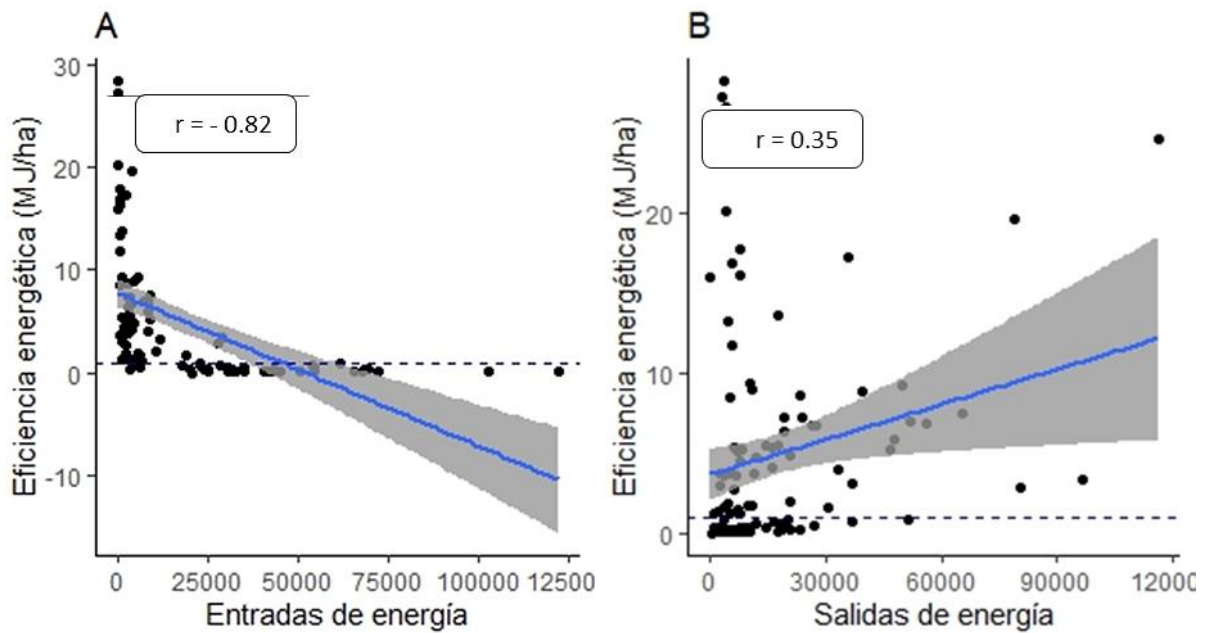 A
B
30
20
10
0
-10
Eficiencia energética (MJ/ha)
r = - 0.82
0
25000
50000
75000
100000
12500
Entradas de energía
20
10
0
Eficiencia energética (MJ/ha)
r = 0.35
0
30000
60000
90000
12000
Salidas de energía